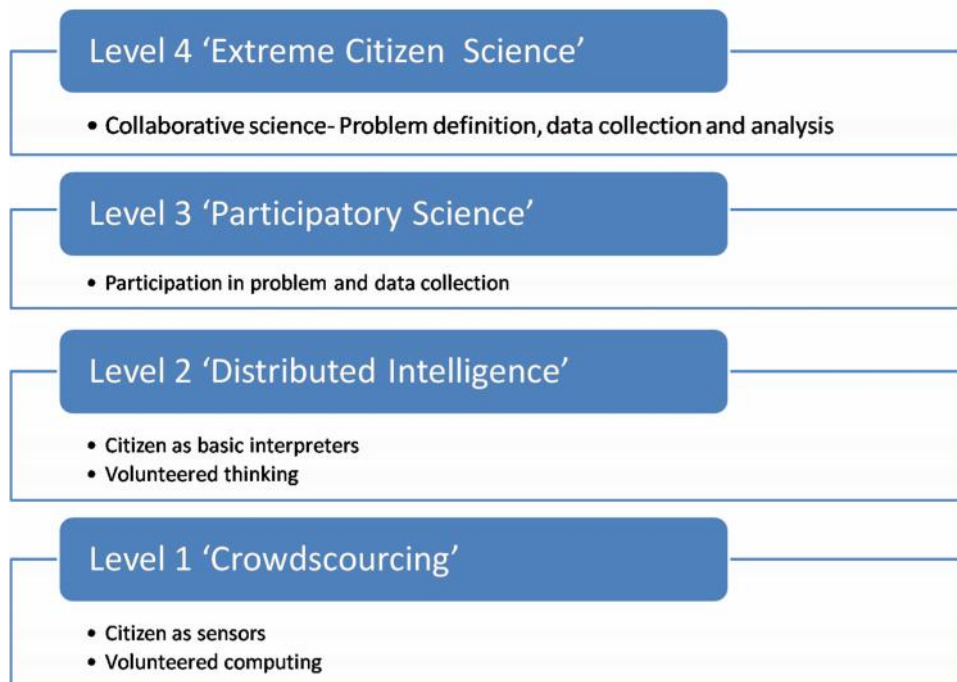 Level 4 ‘Extreme Citizen Science’
• Collaborative science- Problem definition, data collection and analysis
Level 3 ‘Participatory Science’
• Participation in problem and data collection
Level 2 ‘Distributed Intelligence’
• Citizen as basic interpreters
• Volunteered thinking
Level 1 ‘Crowdscourcing’
• Citizen as sensors
• Volunteered computing